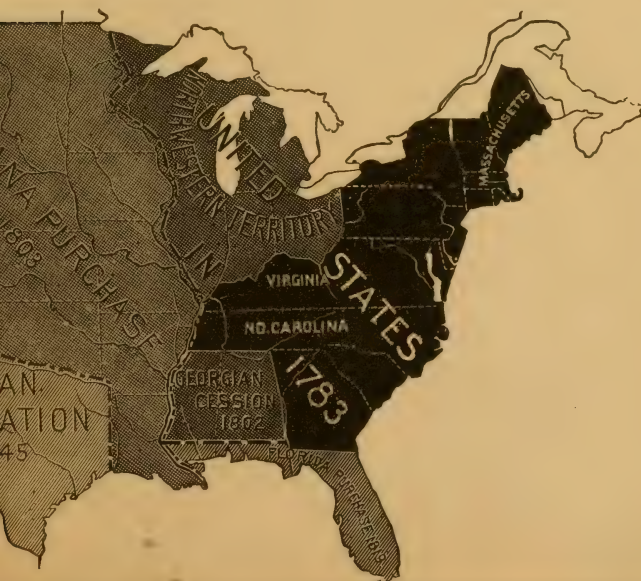 UNITED
STATES
IN
1783
NORTHWESTERN TERRITORY
MASSACHUSETTS
VIRGINIA
NO. CAROLINA
GEORGIAN
CESSION
1802
FLORIDA PURCHASE 1819
NA PURCHASE
1803
AN
ATION
45